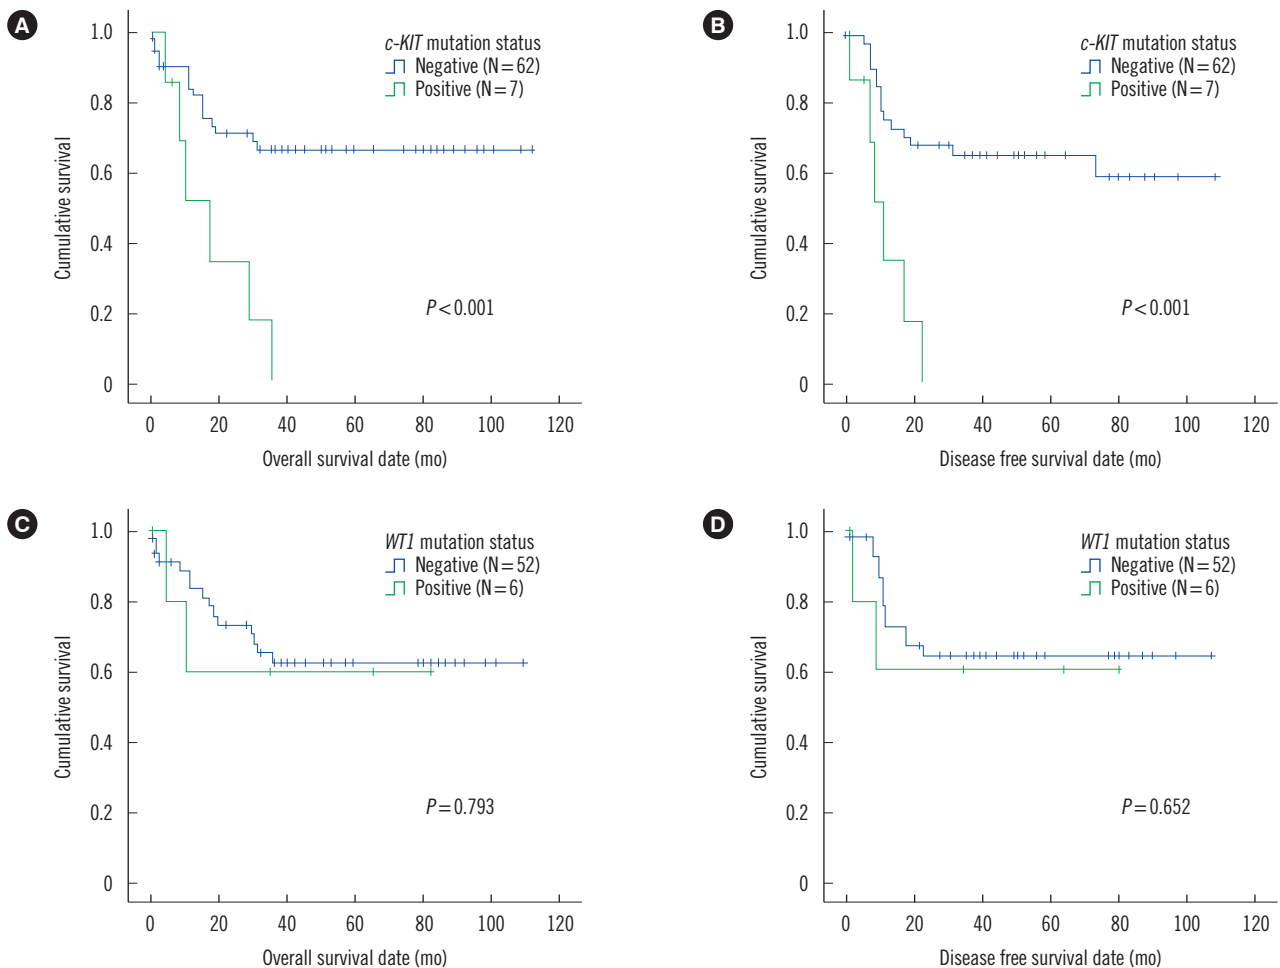 A
c-KIT mutation status
Negative (N=62)
Positive (N=7)
1.0
0.8
0.6
0.4
0.2
0
Cumulative survival
P<0.001
0 20 40 60 80 100 120
Overall survival date (mo)
B
c-KIT mutation status
Negative (N=62)
Positive (N=7)
1.0
0.8
0.6
0.4
0.2
0
Cumulative survival
P<0.001
0 20 40 60 80 100 120
Disease free survival date (mo)
C
WT1 mutation status
Negative (N=52)
Positive (N=6)
1.0
0.8
0.6
0.4
0.2
0
Cumulative survival
P=0.793
0 20 40 60 80 100 120
Overall survival date (mo)
D
WT1 mutation status
Negative (N=52)
Positive (N=6)
1.0
0.8
0.6
0.4
0.2
0
Cumulative survival
P=0.652
0 20 40 60 80 100 120
Disease free survival date (mo)